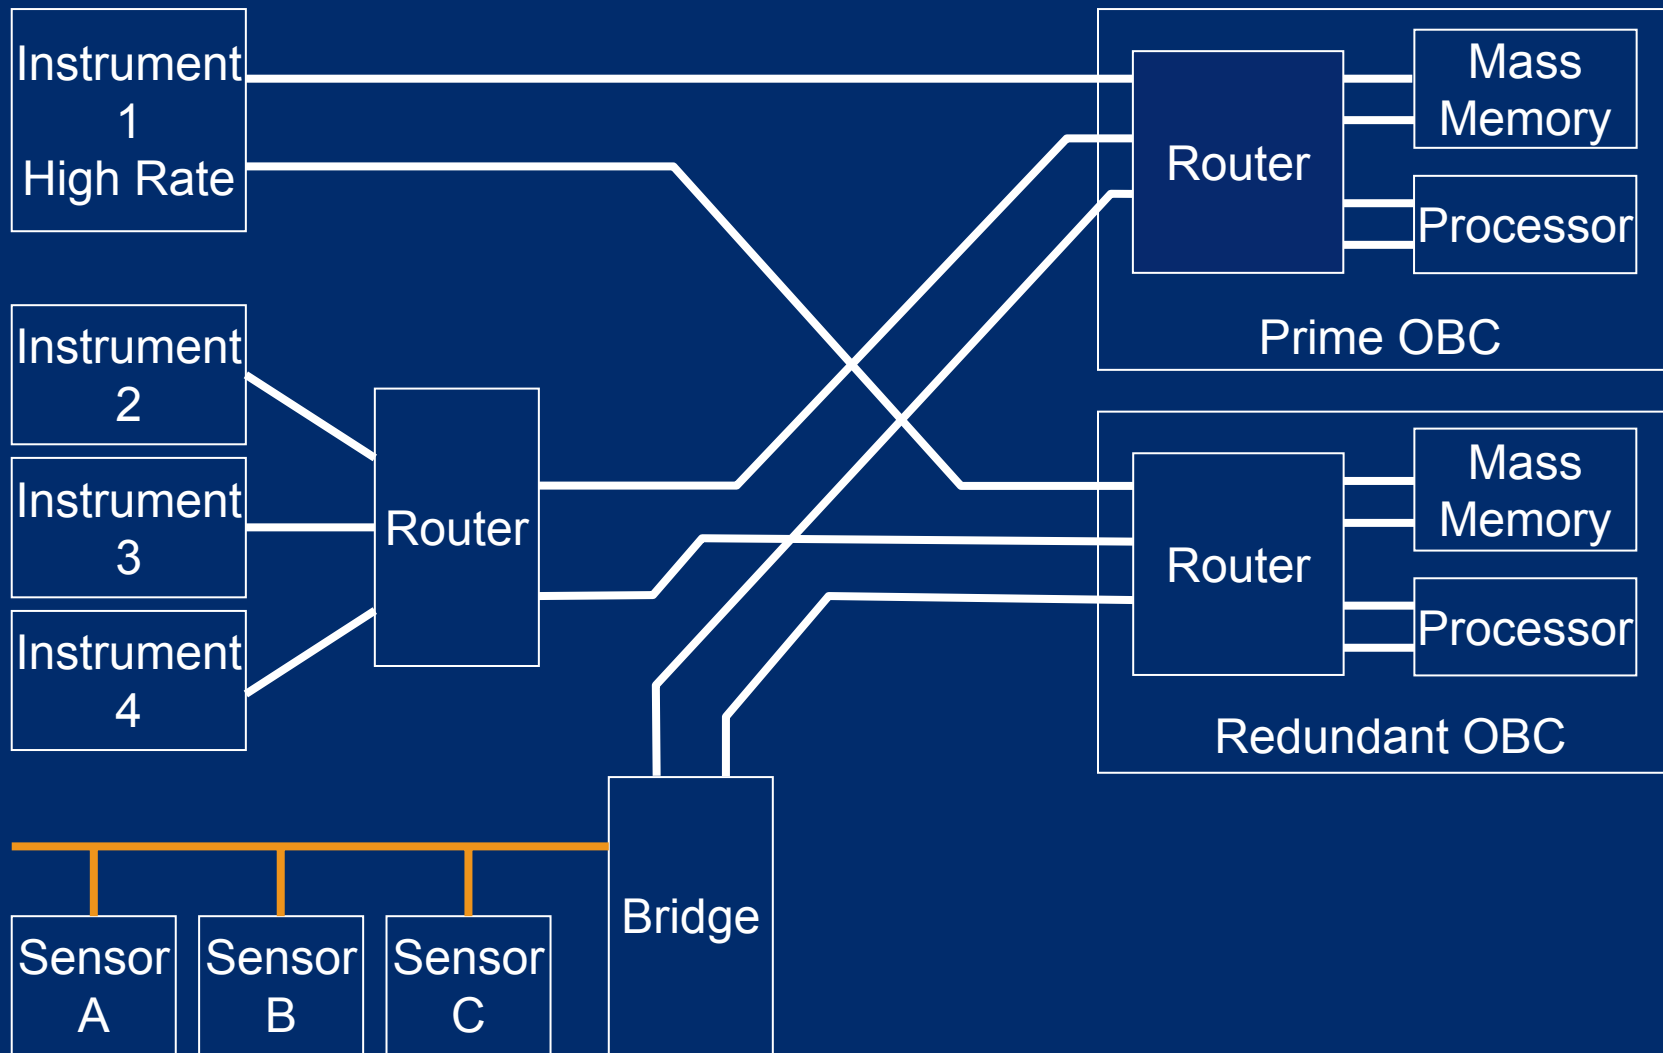 Instrument
1
High Rate
Instrument
2
Instrument
3
Instrument
4
Router
Sensor
A
Sensor
B
Sensor
C
Bridge
Router
Mass
Memory
Processor
Prime OBC
Router
Mass
Memory
Processor
Redundant OBC